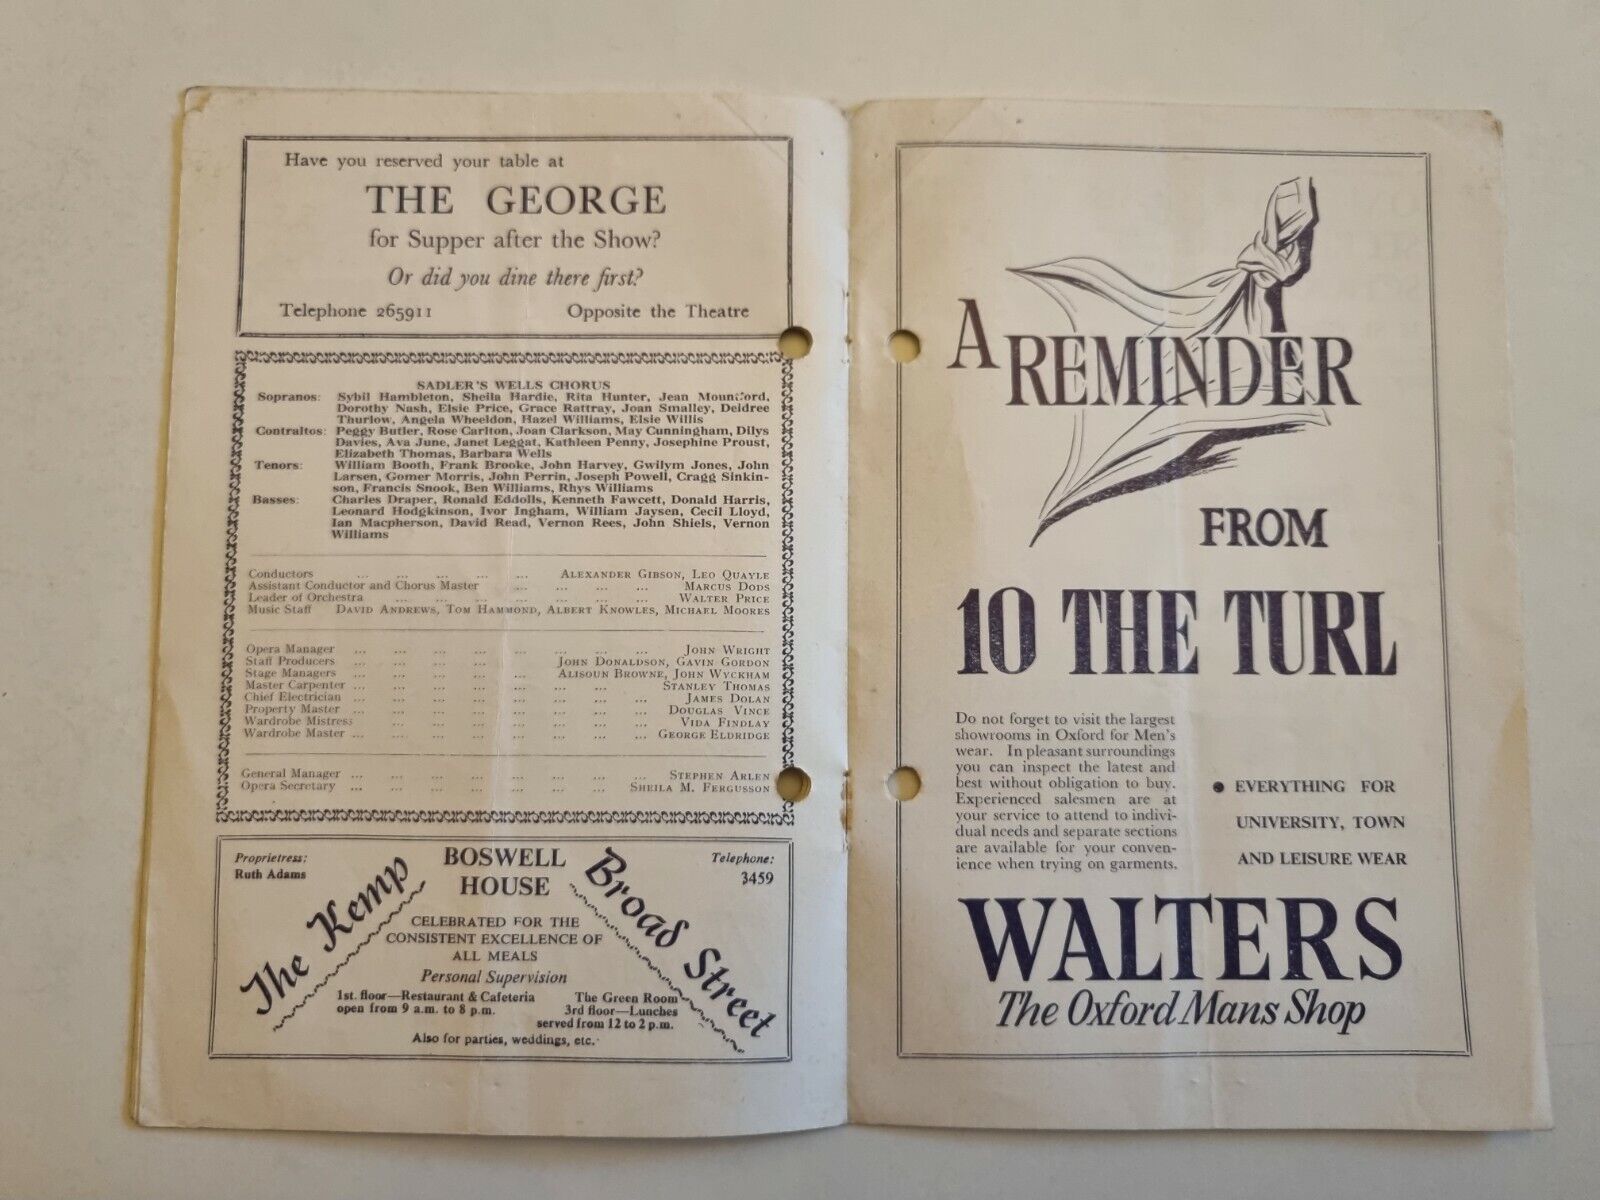 Have you reserved your table at
THE GEORGE
for Supper after the Show?
Or did you dine there first?
Telephone 265911 Opposite the Theatre
SADLER'S WELLS CHORUS
Sopranos: Sybil Hambleton, Sheila Hardie, Rita Hunter, Jean Mountford,
Dorothy Nash, Elsie Price, Grace Rattray, Joan Smalley, Deidree
Thurlow, Angela Wheeldon, Hazel Williams, Elsie Willis
Contraltos: Peggy Butler, Rose Carlton, Joan Clarkson, May Cunningham, Dilys
Davies, Ava June, Janet Leggat, Kathleen Penny, Josephine Proust,
Elizabeth Thomas, Barbara Wells
Tenors: William Booth, Frank Brooke, John Harvey, Gwilym Jones, John
Larsen, Gomer Morris, John Perrin, Joseph Powell, Cragg Sinkin-
son, Francis Snook, Ben Williams, Rhys Williams
Basses: Charles Draper, Ronald Eddolls, Kenneth Fawcett, Donald Harris,
Leonard Hodgkinson, Ivor Ingham, William Jaysen, Cecil Lloyd,
Ian Macpherson, David Read, Vernon Rees, John Shiels, Vernon
Williams
Conductors ... ... ... ... ... ALEXANDER GIBSON, LEO QUAYLE
Assistant Conductor and Chorus Master ... ... ... ... MARCUS DODS
Leader of Orchestra ... ... ... ... ... ... ... WALTER PRICE
Music Staff DAVID ANDREWS, TOM HAMMOND, ALBERT KNOWLES, MICHAEL MOORES
Opera Manager ... ... ... ... ... ... ... ... JOHN WRIGHT
Staff Producers ... ... ... ... ... JOHN DONALDSON, GAVIN GORDON
Stage Managers ... ... ... ... ... ALISOUN BROWNE, JOHN WYCKHAM
Master Carpenter ... ... ... ... ... ... ... STANLEY THOMAS
Chief Electrician ... ... ... ... ... ... ... ... JAMES DOLAN
Property Master ... ... ... ... ... ... ... ... DOUGLAS VINCE
Wardrobe Mistress ... ... ... ... ... ... ... VIDA FINDLAY
Wardrobe Master ... ... ... ... ... ... ... ... GEORGE ELDRIDGE
General Manager ... ... ... ... ... ... ... ... STEPHEN ARLEN
Opera Secretary ... ... ... ... ... ... ... ... SHEILA M. FERGUSSON
Proprietress:
Ruth Adams
The Kemp
BOSWELL
HOUSE
Broad Street
Telephone:
3459
CELEBRATED FOR THE
CONSISTENT EXCELLENCE OF
ALL MEALS
Personal Supervision
1st. floor—Restaurant & Cafeteria
open from 9 a.m. to 8 p.m.
The Green Room
3rd floor—Lunches
served from 12 to 2 p.m.
Also for parties, weddings, etc.
A REMINDER
FROM
10 THE TURL
Do not forget to visit the largest
showrooms in Oxford for Men's
wear. In pleasant surroundings
you can inspect the latest and
best without obligation to buy.
Experienced salesmen are at
your service to attend to indivi-
dual needs and separate sections
are available for your conven-
ience when trying on garments.
● EVERYTHING FOR
UNIVERSITY, TOWN
AND LEISURE WEAR
WALTERS
The Oxford Mans Shop